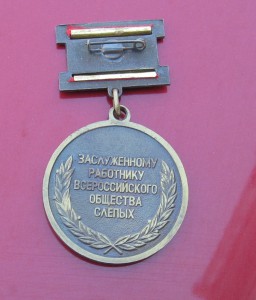 ЗАСЛУЖЕННОМУ
РАБОТНИКУ
ВСЕРОССИЙСКОГО
ОБЩЕСТВА
СЛЕПЫХ